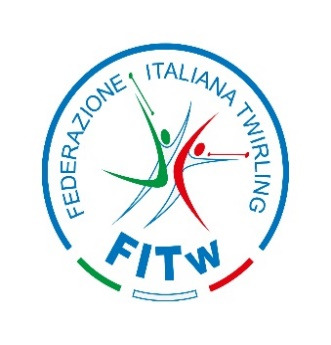 FEDERAZIONE ITALIANA TWIRLING
FITw